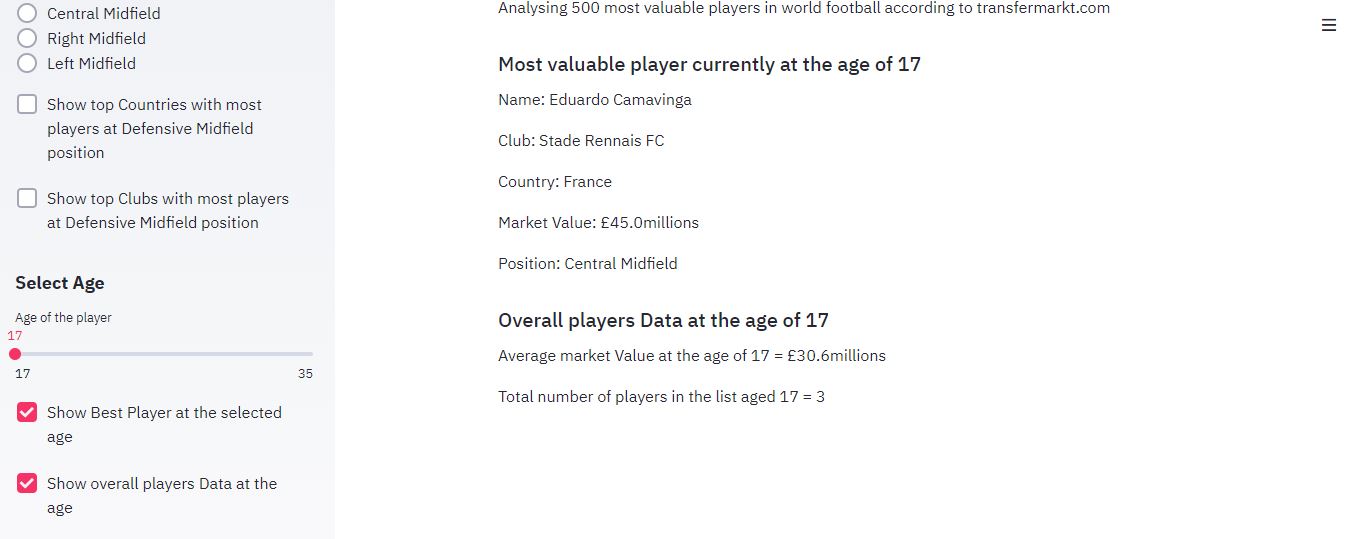 Central Midfield
Right Midfield
Left Midfield
Show top Countries with most
players at Defensive Midfield
position
Show top Clubs with most players
at Defensive Midfield position
Select Age
Age of the player
17
17
35
Show Best Player at the selected
age
Show overall players Data at the
age
Analysing 500 most valuable players in world football according to transfermarkt.com
Most valuable player currently at the age of 17
Name: Eduardo Camavinga
Club: Stade Rennais FC
Country: France
Market Value: £45.0millions
Position: Central Midfield
Overall players Data at the age of 17
Average market Value at the age of 17 = £30.6millions
Total number of players in the list aged 17 = 3